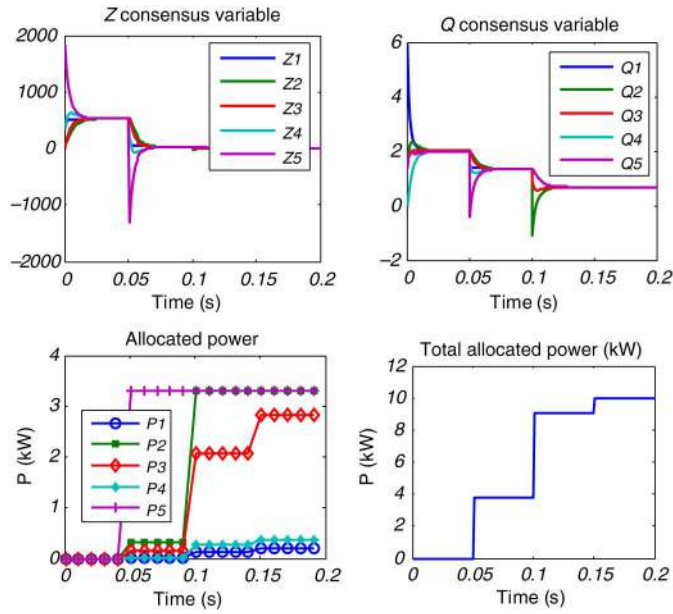 Z consensus variable
2000
1000
0
−1000
−2000
0 0.05 0.1 0.15 0.2
Time (s)
Z1
Z2
Z3
Z4
Z5
Q consensus variable
6
4
2
0
−2
0 0.05 0.1 0.15 0.2
Time (s)
Q1
Q2
Q3
Q4
Q5
Allocated power
P (kW)
4
3
2
1
0
0 0.05 0.1 0.15 0.2
Time (s)
P1
P2
P3
P4
P5
Total allocated power (kW)
P (kW)
12
10
8
6
4
2
0
0 0.05 0.1 0.15 0.2
Time (s)